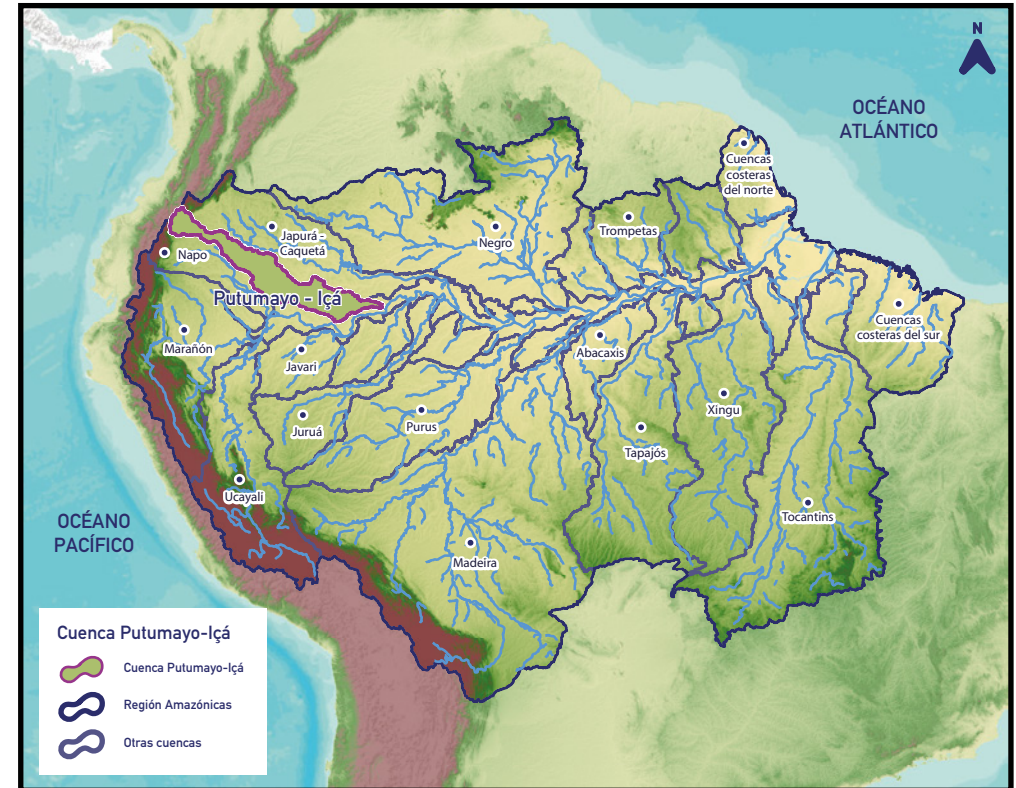 N
OCÉANO
ATLÁNTICO
Cuencas
costeras
del norte
Trompetas
Negro
Japurá -
Caquetá
Napo
Putumayo - Içá
Cuencas
costeras del sur
Marañón
Javari
Abacaxis
Xingu
Juruá
Purus
Tapajós
Ucayali
Tocantins
OCÉANO
PACÍFICO
Madeira
Cuenca Putumayo-Içá
Cuenca Putumayo-Içá
Región Amazónicas
Otras cuencas